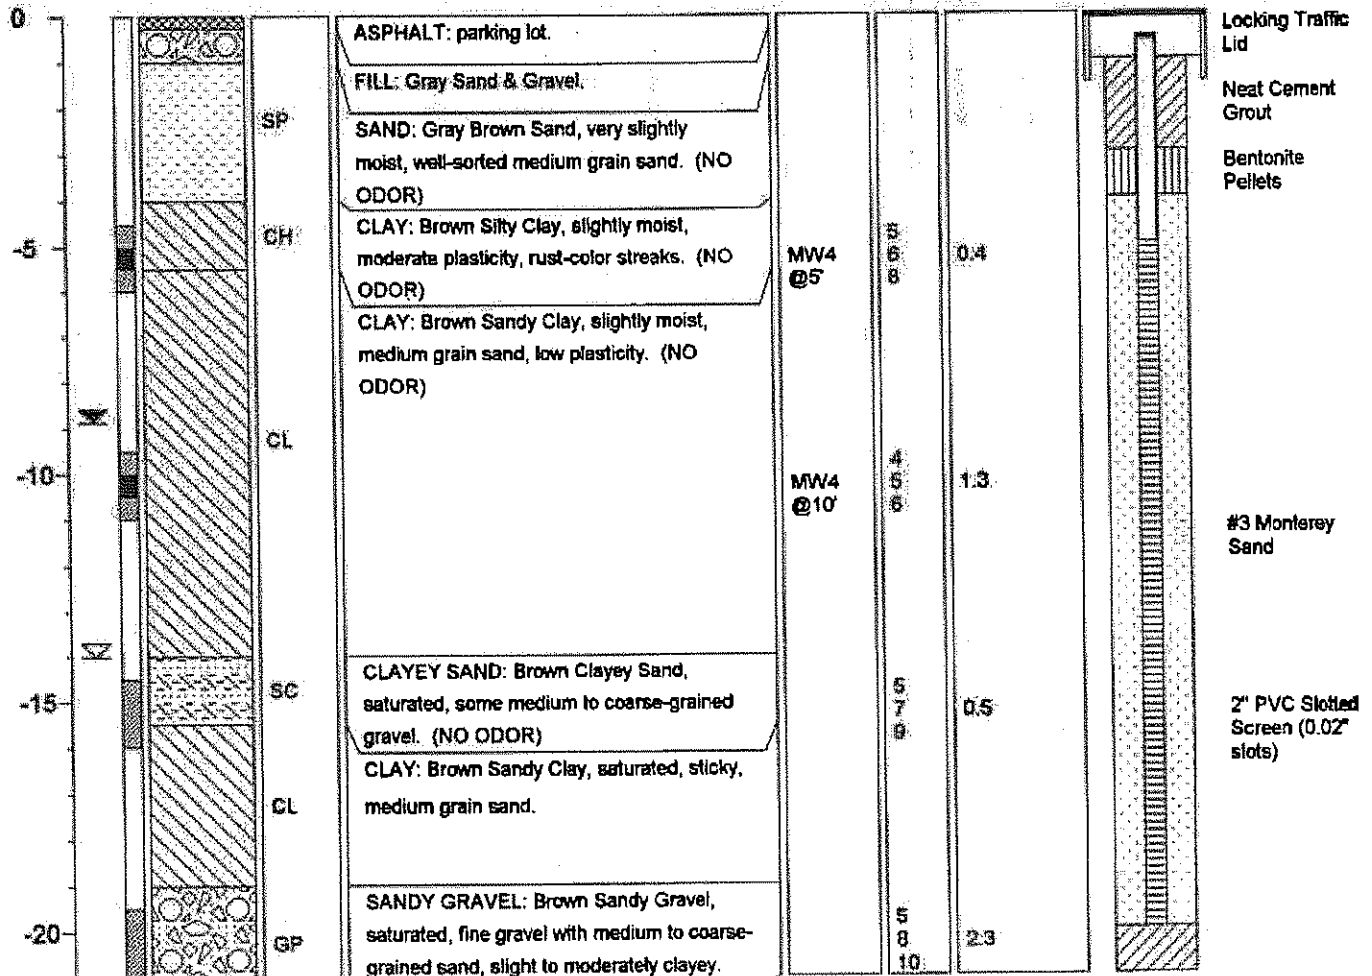 0
-5
-10
-15
-20
SP
CH
CL
SC
CL
GP
ASPHALT: parking lot.
FILL: Gray Sand & Gravel.
SAND: Gray Brown Sand, very slightly
moist, well-sorted medium grain sand. (NO
ODOR)
CLAY: Brown Silty Clay, slightly moist,
moderate plasticity, rust-color streaks. (NO
ODOR)
CLAY: Brown Sandy Clay, slightly moist,
medium grain sand, low plasticity. (NO
ODOR)
CLAYEY SAND: Brown Clayey Sand,
saturated, some medium to coarse-grained
gravel. (NO ODOR)
CLAY: Brown Sandy Clay, saturated, sticky,
medium grain sand.
SANDY GRAVEL: Brown Sandy Gravel,
saturated, fine gravel with medium to coarse-
grained sand, slight to moderately clayey.
MW4
@5'
MW4
@10'
6
4
5
6
5
7
9
5
8
10
0.4
1.3
0.5
2.3
Locking Traffic
Lid
Neat Cement
Grout
Bentonite
Pellets
#3 Monterey
Sand
2" PVC Slotted
Screen (0.02"
slots)